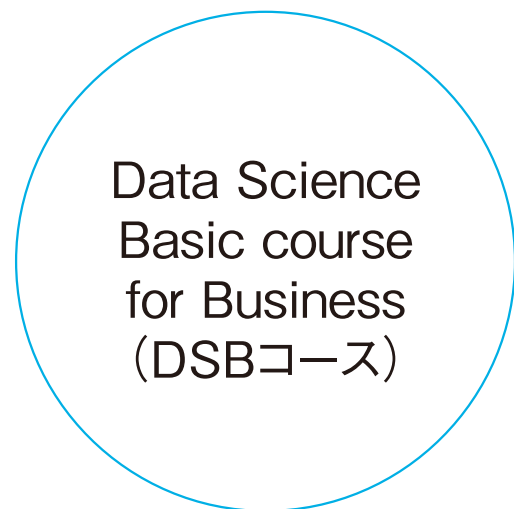 Data Science
Basic course
for Business
（DSBコース）